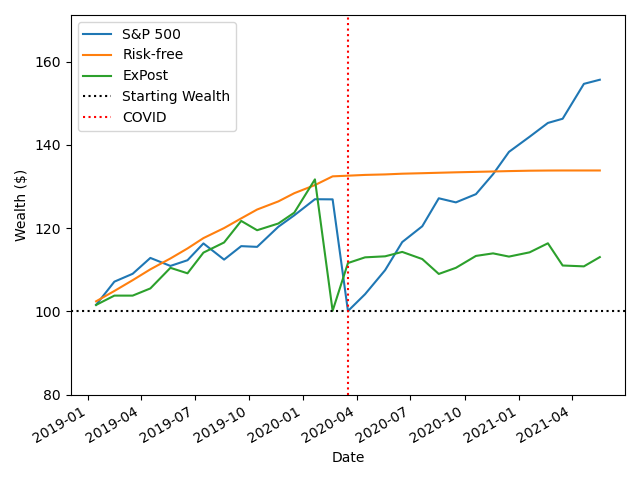 S&P 500
Risk-free
ExPost
Starting Wealth
COVID
Wealth ($)
160
140
120
100
80
2019-01
2019-04
2019-07
2019-10
2020-01
2020-04
2020-07
2020-10
2021-01
2021-04
Date